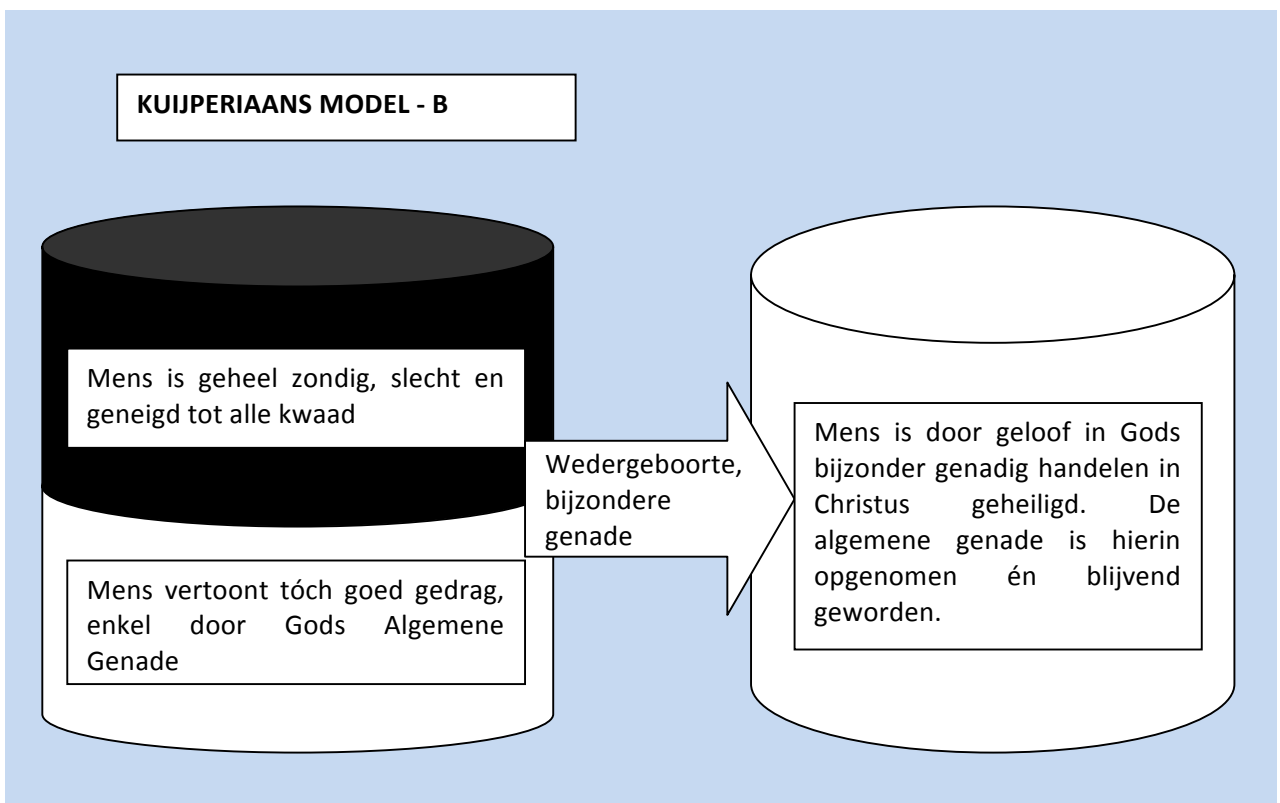 KUIJPERIAANS MODEL - B
Mens is geheel zondig, slecht en
geneigd tot alle kwaad
Mens vertoont tóch goed gedrag,
enkel door Gods Algemene
Genade
Wedergeboorte,
bijzondere
genade
Mens is door geloof in Gods
bijzonder genadig handelen in
Christus geheiligd. De
algemene genade is hierin
opgenomen én blijvend
geworden.